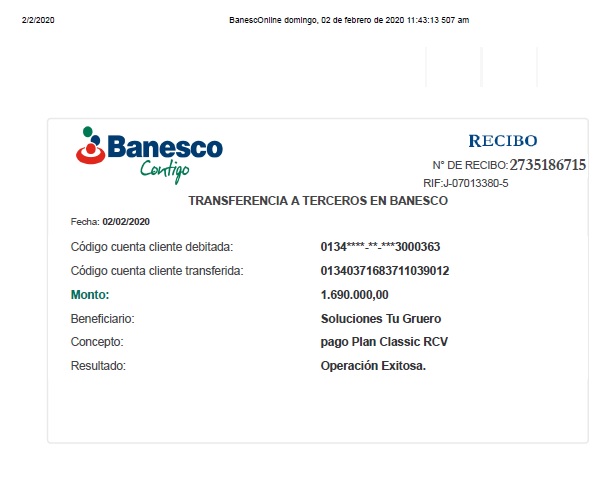 2/2/2020 BanescOnline domingo, 02 de febrero de 2020 11:43:13 507 am
Banesco
Contigo
RECIBO
N° DE RECIBO: 2735186715
RIF:J-07013380-5
TRANSFERENCIA A TERCEROS EN BANESCO
Fecha: 02/02/2020
Código cuenta cliente debitada: 0134****-**-***3000363
Código cuenta cliente transferida: 01340371683711039012
Monto: 1.690.000,00
Beneficiario: Soluciones Tu Gruero
Concepto: pago Plan Classic RCV
Resultado: Operación Exitosa.